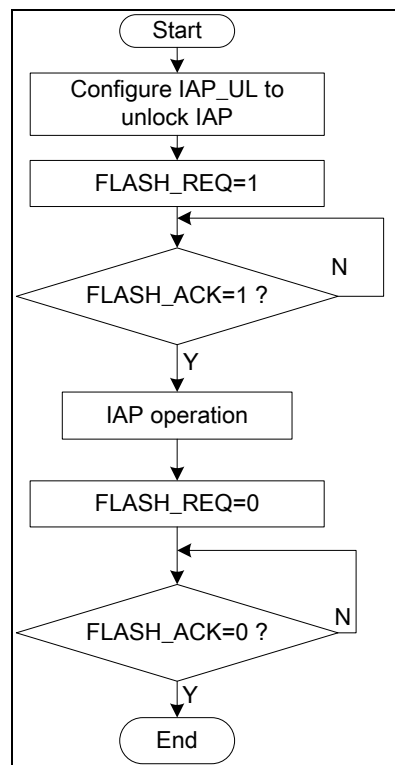 Start
Configure IAP_UL to
unlock IAP
FLASH_REQ=1
N
FLASH_ACK=1 ?
Y
IAP operation
FLASH_REQ=0
N
FLASH_ACK=0 ?
Y
End